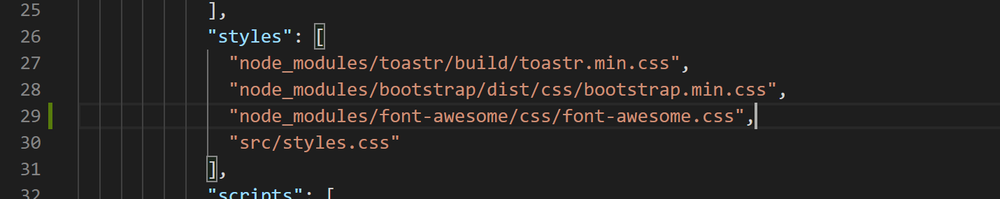 25 ],
26 "styles": [
27 "node_modules/toastr/build/toastr.min.css",
28 "node_modules/bootstrap/dist/css/bootstrap.min.css",
29 "node_modules/font-awesome/css/font-awesome.css",
30 "src/styles.css"
31 ],
32 "scripts": [